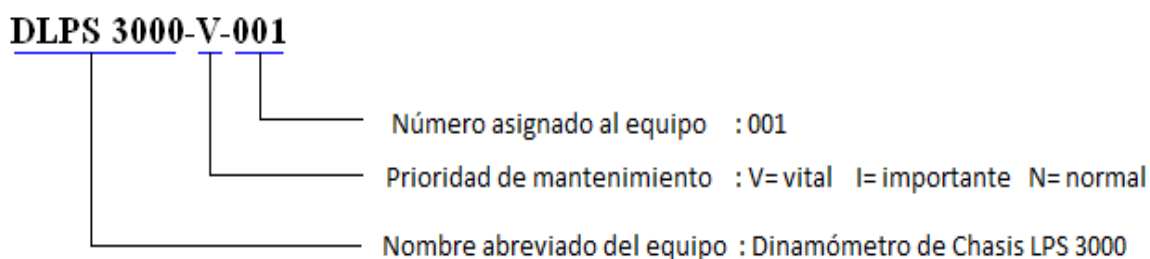 DLPS 3000-V-001
Número asignado al equipo : 001
Prioridad de mantenimiento : V= vital I= importante N= normal
Nombre abreviado del equipo : Dinamómetro de Chasis LPS 3000